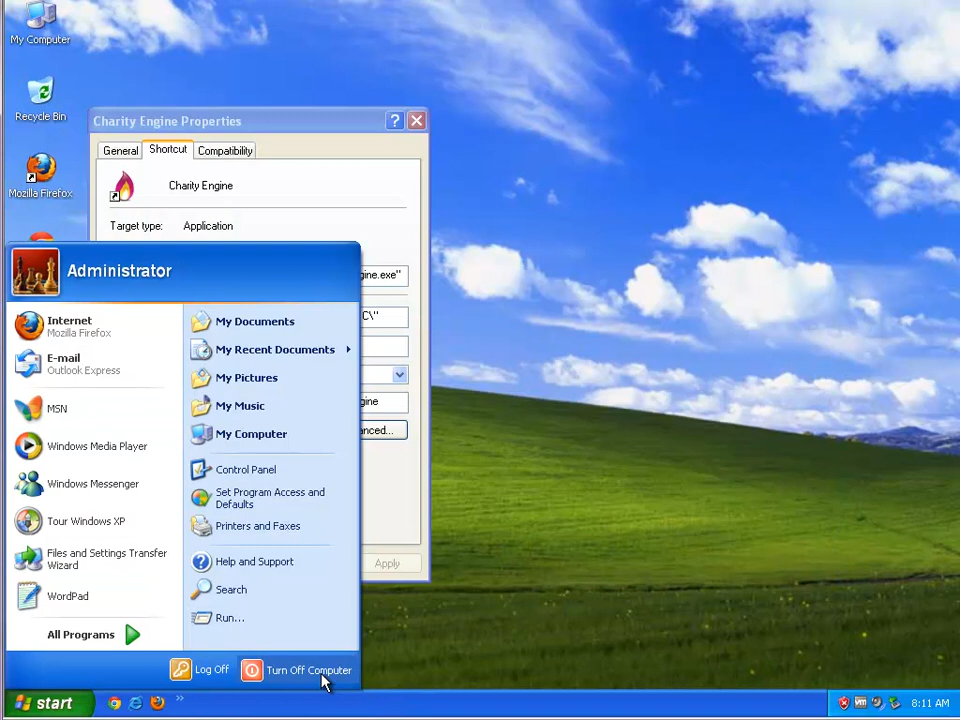 My Computer
Recycle Bin
Mozilla Firefox
Charity Engine Properties
General
Shortcut
Compatibility
Charity Engine
Target type:
Application
gine.exe"
C\"
gine
anced...
Apply
Administrator
Internet
Mozilla Firefox
E-mail
Outlook Express
MSN
Windows Media Player
Windows Messenger
Tour Windows XP
Files and Settings Transfer
Wizard
WordPad
All Programs
My Documents
My Recent Documents
My Pictures
My Music
My Computer
Control Panel
Set Program Access and
Defaults
Printers and Faxes
Help and Support
Search
Run...
Log Off
Turn Off Computer
start
8:11 AM